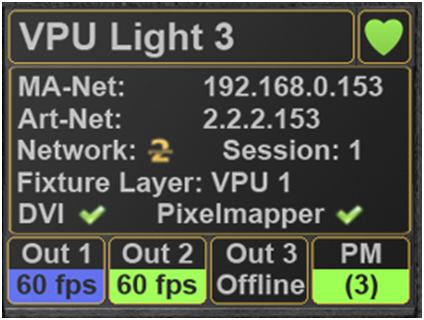 VPU Light 3
MA-Net: 192.168.0.153
Art-Net: 2.2.2.153
Network: 2 Session: 1
Fixture Layer: VPU 1
DVI Pixelmapper
Out 1 Out 2 Out 3 PM
60 fps 60 fps Offline (3)